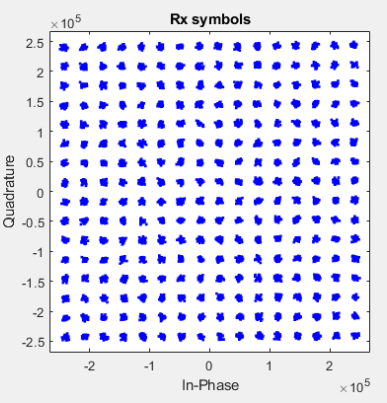 ×10⁵ Rx symbols
2.5
2
1.5
1
0.5
0
-0.5
-1
-1.5
-2
-2.5
Quadrature
-2 -1 0 1 2
In-Phase ×10⁵